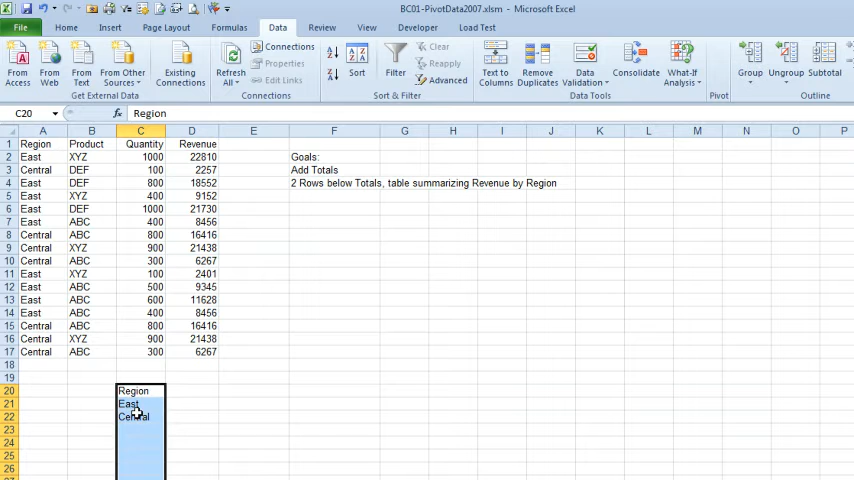 BC01-PivotData2007.xlsm - Microsoft Excel
File Home Insert Page Layout Formulas Data Review View Developer Load Test
From Access
From Web
From Text
From Other Sources
Existing Connections
Get External Data
Refresh All
Connections
Properties
Edit Links
Connections
Sort
Filter
Clear
Reapply
Advanced
Sort & Filter
Text to Columns
Remove Duplicates
Data Validation
Consolidate
What-If Analysis
Data Tools
Pivot
Group
Ungroup
Subtotal
Outline
C20 fx Region
A B C D E F G H I J K L M N O P
1 Region Product Quantity Revenue
2 East XYZ 1000 22810 Goals:
3 Central DEF 100 2257 Add Totals
4 East DEF 800 18552 2 Rows below Totals, table summarizing Revenue by Region
5 East XYZ 400 9152
6 East DEF 1000 21730
7 East ABC 400 8456
8 Central ABC 800 16416
9 Central XYZ 900 21438
10 Central ABC 300 6267
11 East XYZ 100 2401
12 East ABC 500 9345
13 East ABC 600 11628
14 East ABC 400 8456
15 Central ABC 800 16416
16 Central XYZ 900 21438
17 Central ABC 300 6267
18
19
20 Region
21 East
22 Central
23
24
25
26